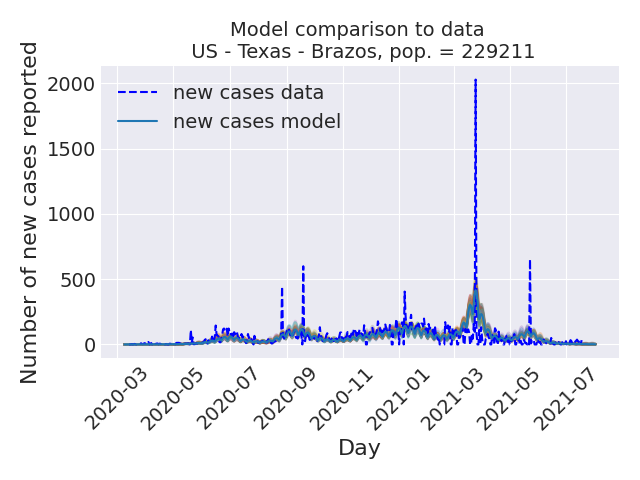 Model comparison to data
US - Texas - Brazos, pop. = 229211
Number of new cases reported
2000
1500
1000
500
0
new cases data
new cases model
2020-03
2020-05
2020-07
2020-09
2020-11
2021-01
2021-03
2021-05
2021-07
Day